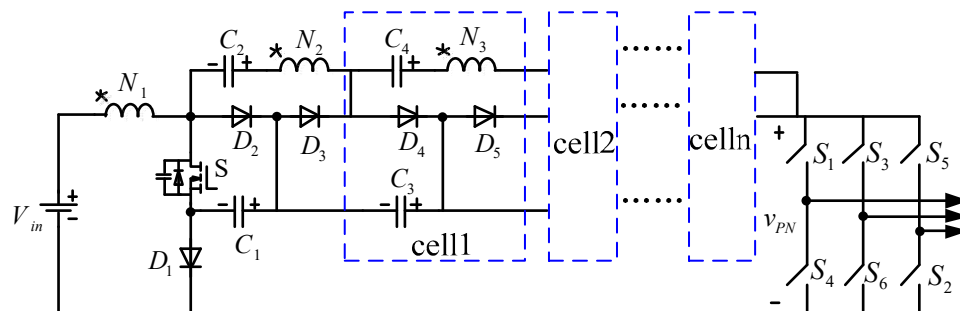 C2 N2 C4 N3
* * *
N1
- + - +
D2 D3 D4 D5
S
Vin
+
-
D1
- +
C1
- +
C3
cell1
cell2
celln
+
vPN
-
S1 S3 S5
S4 S6 S2